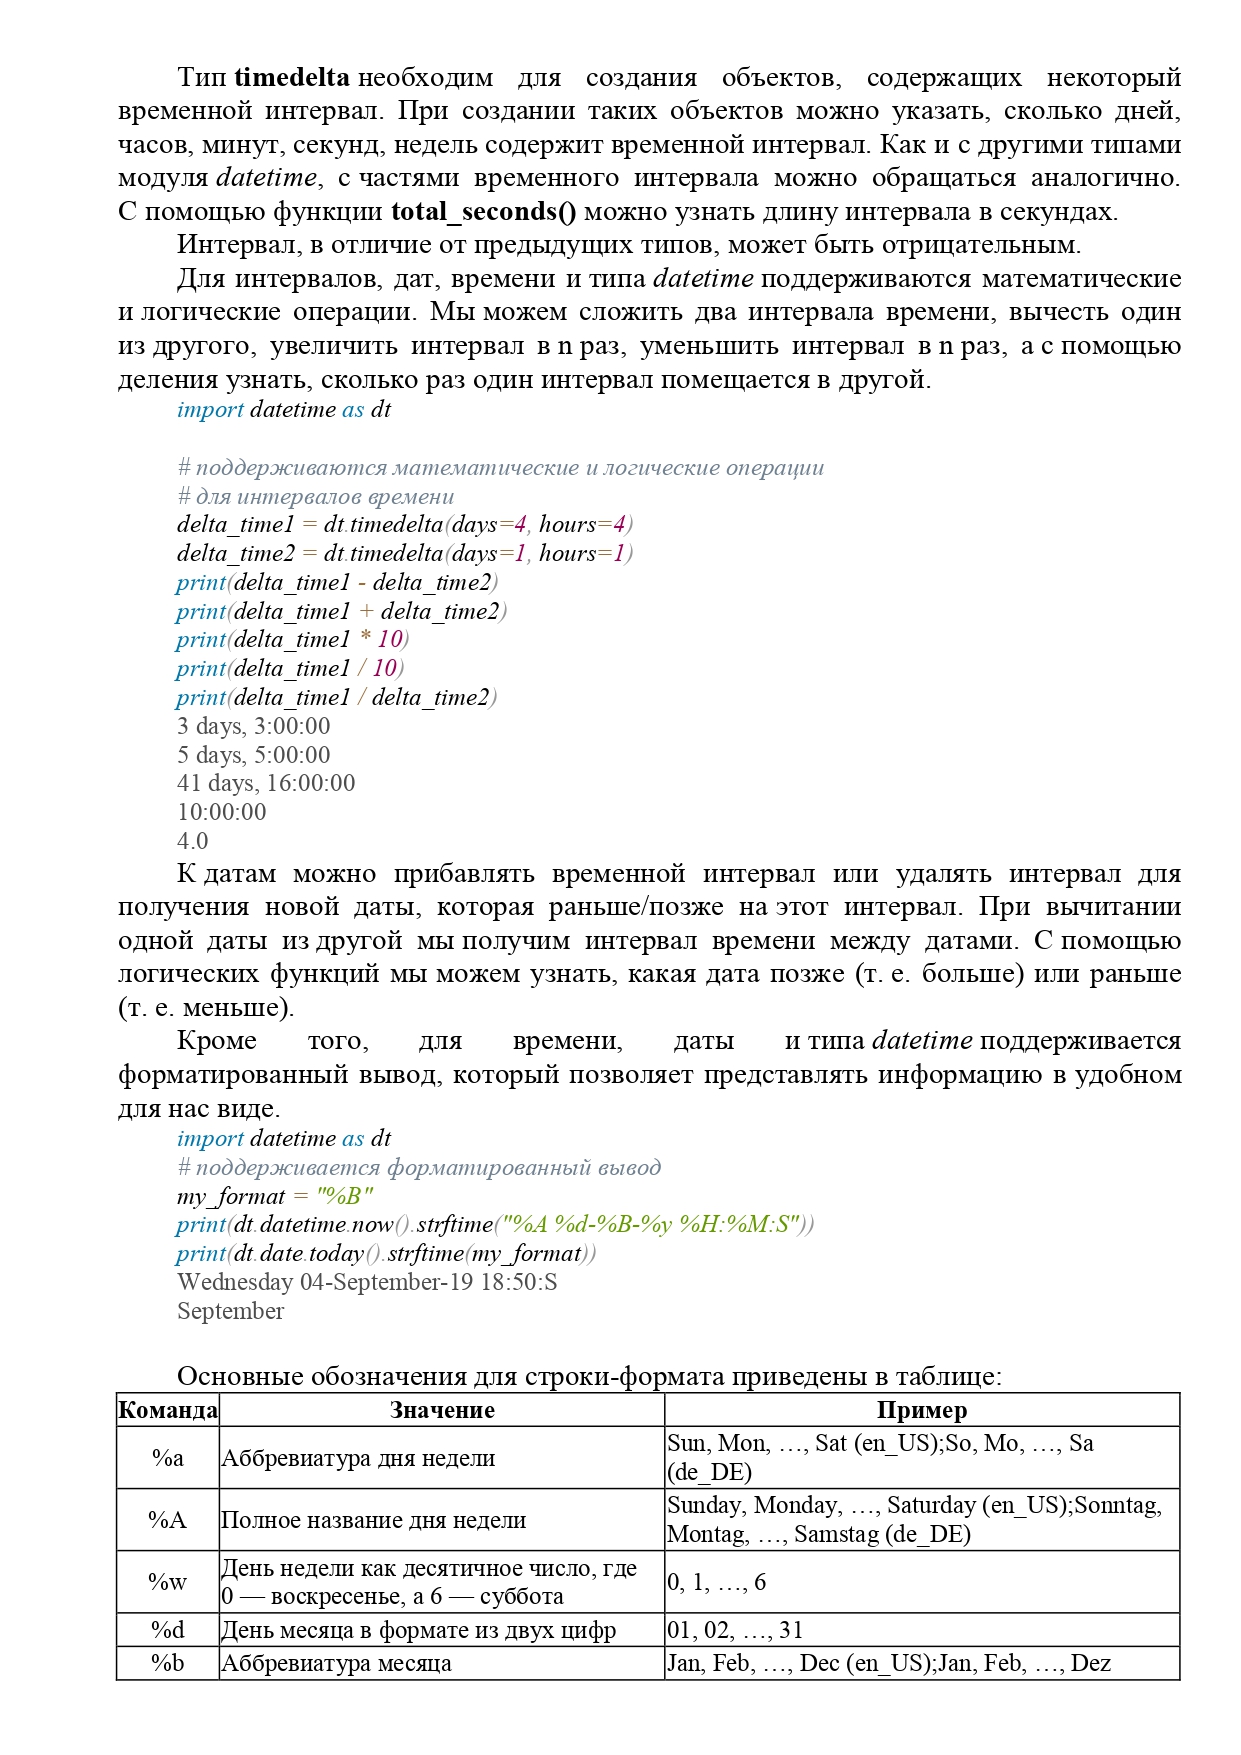 Тип timedelta необходим для создания объектов, содержащих некоторый
временной интервал. При создании таких объектов можно указать, сколько дней,
часов, минут, секунд, недель содержит временной интервал. Как и с другими типами
модуля datetime, с частями временного интервала можно обращаться аналогично.
С помощью функции total_seconds() можно узнать длину интервала в секундах.
Интервал, в отличие от предыдущих типов, может быть отрицательным.
Для интервалов, дат, времени и типа datetime поддерживаются математические
и логические операции. Мы можем сложить два интервала времени, вычесть один
из другого, увеличить интервал в n раз, уменьшить интервал в n раз, а с помощью
деления узнать, сколько раз один интервал помещается в другой.
import datetime as dt
# поддерживаются математические и логические операции
# для интервалов времени
delta_time1 = dt.timedelta(days=4, hours=4)
delta_time2 = dt.timedelta(days=1, hours=1)
print(delta_time1 - delta_time2)
print(delta_time1 + delta_time2)
print(delta_time1 * 10)
print(delta_time1 / 10)
print(delta_time1 / delta_time2)
3 days, 3:00:00
5 days, 5:00:00
41 days, 16:00:00
10:00:00
4.0
К датам можно прибавлять временной интервал или удалять интервал для
получения новой даты, которая раньше/позже на этот интервал. При вычитании
одной даты из другой мы получим интервал времени между датами. С помощью
логических функций мы можем узнать, какая дата позже (т. е. больше) или раньше
(т. е. меньше).
Кроме того, для времени, даты и типа datetime поддерживается
форматированный вывод, который позволяет представлять информацию в удобном
для нас виде.
import datetime as dt
# поддерживается форматированный вывод
my_format = "%B"
print(dt.datetime.now().strftime("%A %d-%B-%y %H:%M:S"))
print(dt.date.today().strftime(my_format))
Wednesday 04-September-19 18:50:S
September
Основные обозначения для строки-формата приведены в таблице:
Команда Значение Пример
%a Аббревиатура дня недели Sun, Mon, …, Sat (en_US);So, Mo, …, Sa
(de_DE)
%A Полное название дня недели Sunday, Monday, …, Saturday (en_US);Sonntag,
Montag, …, Samstag (de_DE)
%w День недели как десятичное число, где
0 — воскресенье, а 6 — суббота 0, 1, …, 6
%d День месяца в формате из двух цифр 01, 02, …, 31
%b Аббревиатура месяца Jan, Feb, …, Dec (en_US);Jan, Feb, …, Dez